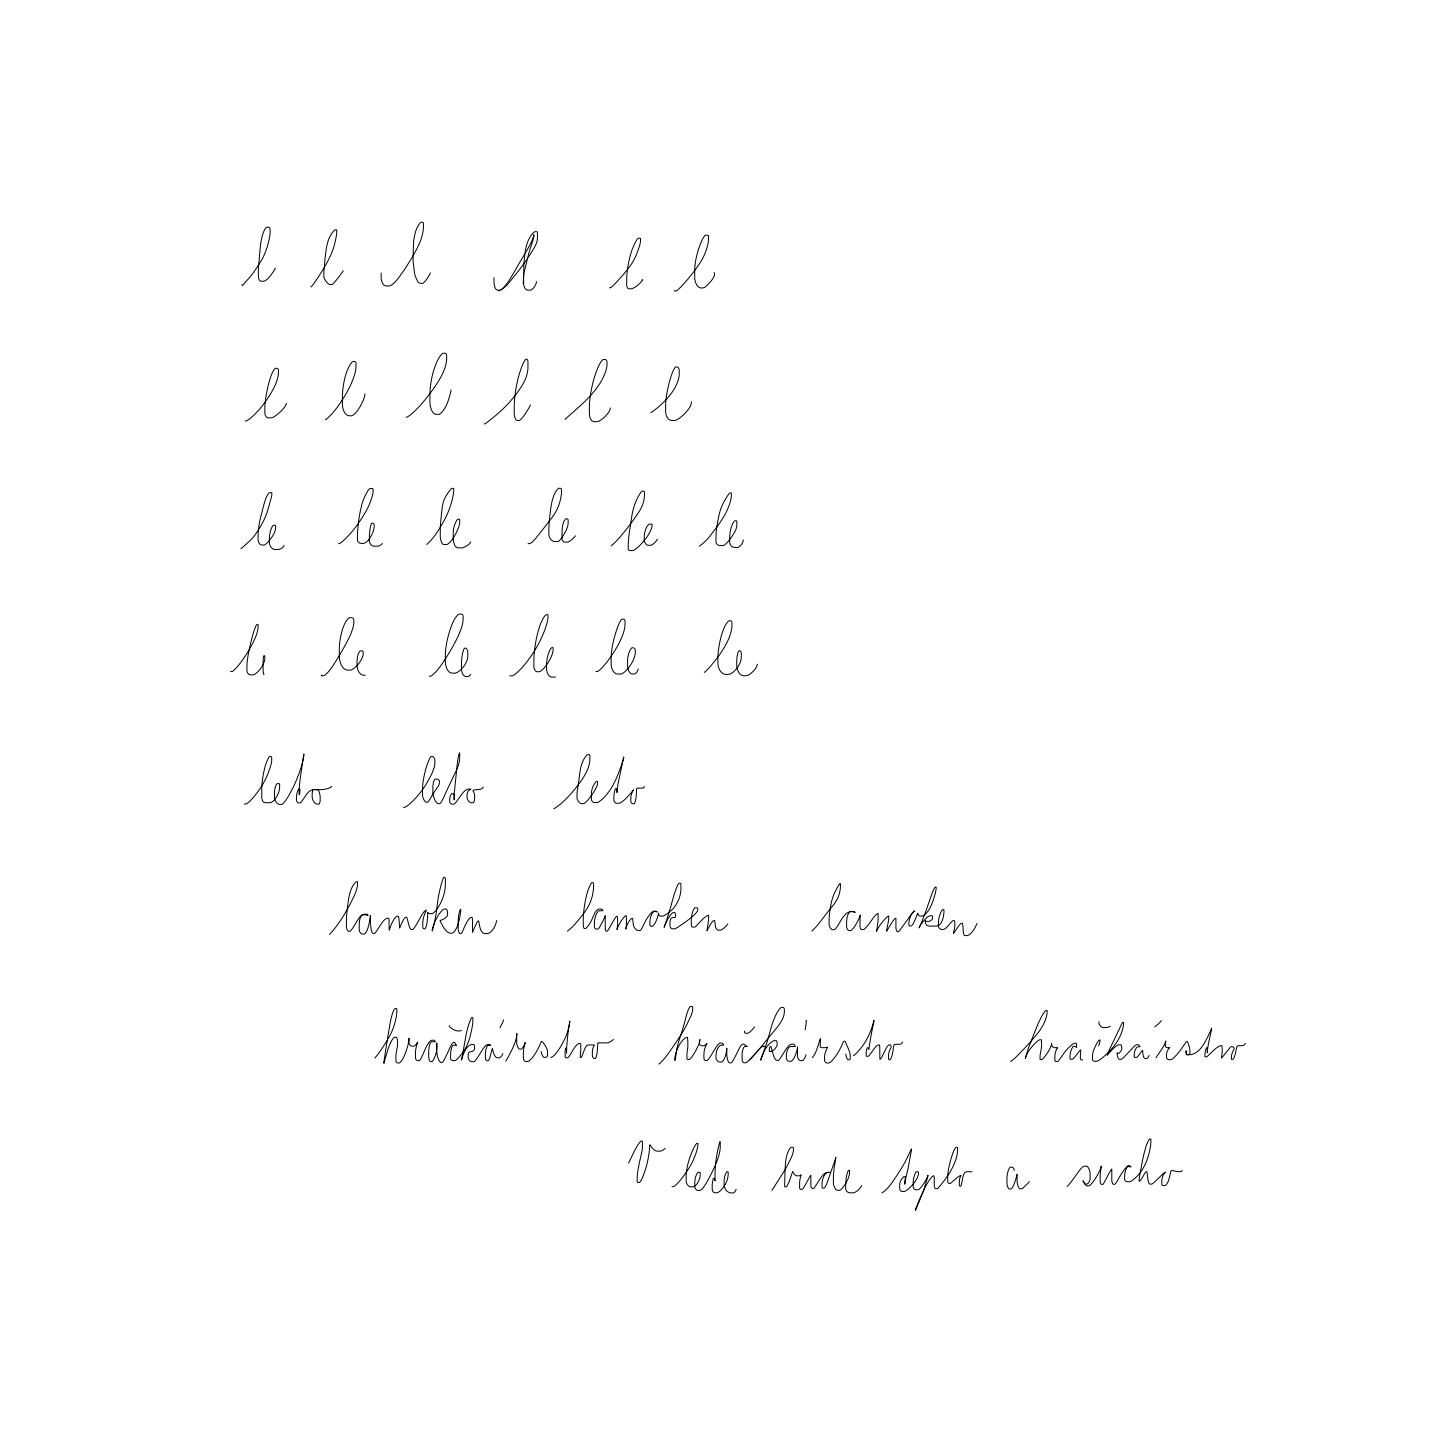 l l l l l l
l l l l l l
le le le le le le
le le le le le le
leto leto leto
lamoken lamoken lamoken
hračkárstvo hračkárstvo hračkárstvo
V lete bude teplo a sucho